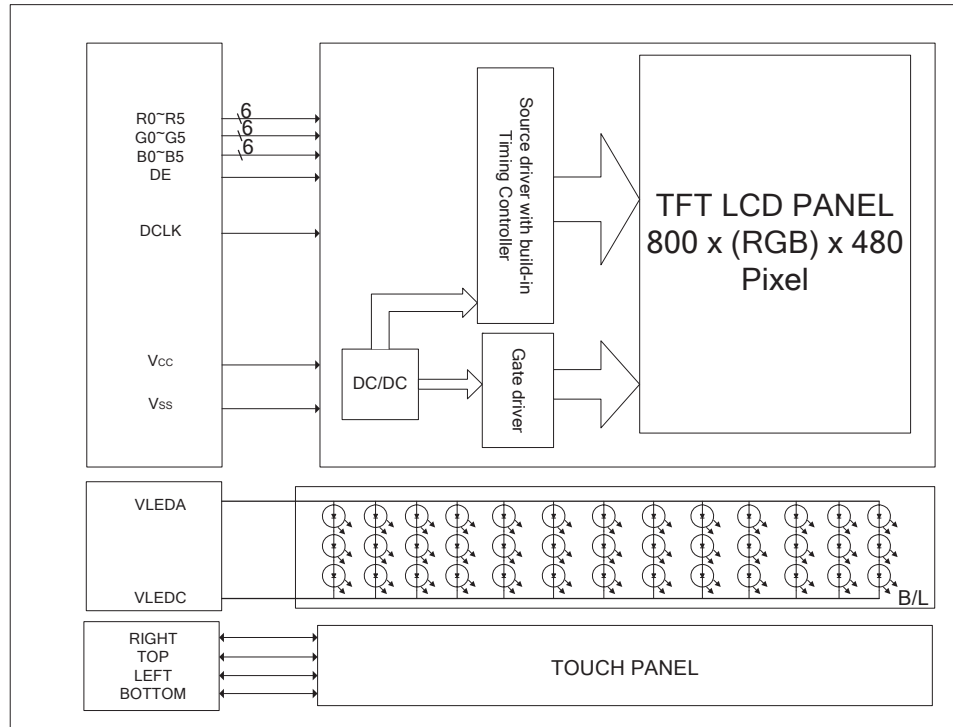 R0~R5
6
G0~G5
6
B0~B5
6
DE
DCLK
Vcc
Vss
Source driver with build-in
Timing Controller
DC/DC
Gate driver
TFT LCD PANEL
800 x (RGB) x 480
Pixel
VLEDA
VLEDC
B/L
RIGHT
TOP
LEFT
BOTTOM
TOUCH PANEL